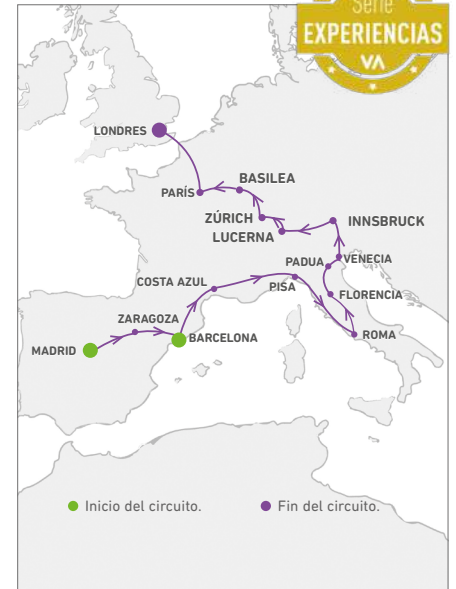 Serie
EXPERIENCIAS
VA
LONDRES
BASILEA
PARÍS
ZÚRICH
INNSBRUCK
LUCERNA
PADUA
VENECIA
COSTA AZUL
PISA
FLORENCIA
ZARAGOZA
BARCELONA
ROMA
MADRID
Inicio del circuito.
Fin del circuito.